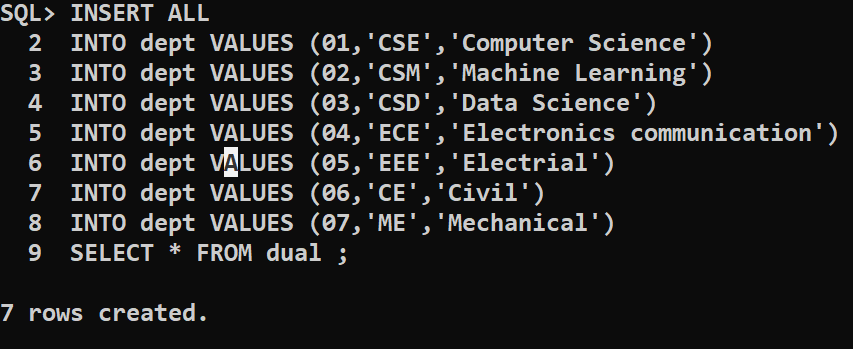 SQL> INSERT ALL
2 INTO dept VALUES (01,'CSE','Computer Science')
3 INTO dept VALUES (02,'CSM','Machine Learning')
4 INTO dept VALUES (03,'CSD','Data Science')
5 INTO dept VALUES (04,'ECE','Electronics communication')
6 INTO dept VALUES (05,'EEE','Electrial')
7 INTO dept VALUES (06,'CE','Civil')
8 INTO dept VALUES (07,'ME','Mechanical')
9 SELECT * FROM dual ;
7 rows created.